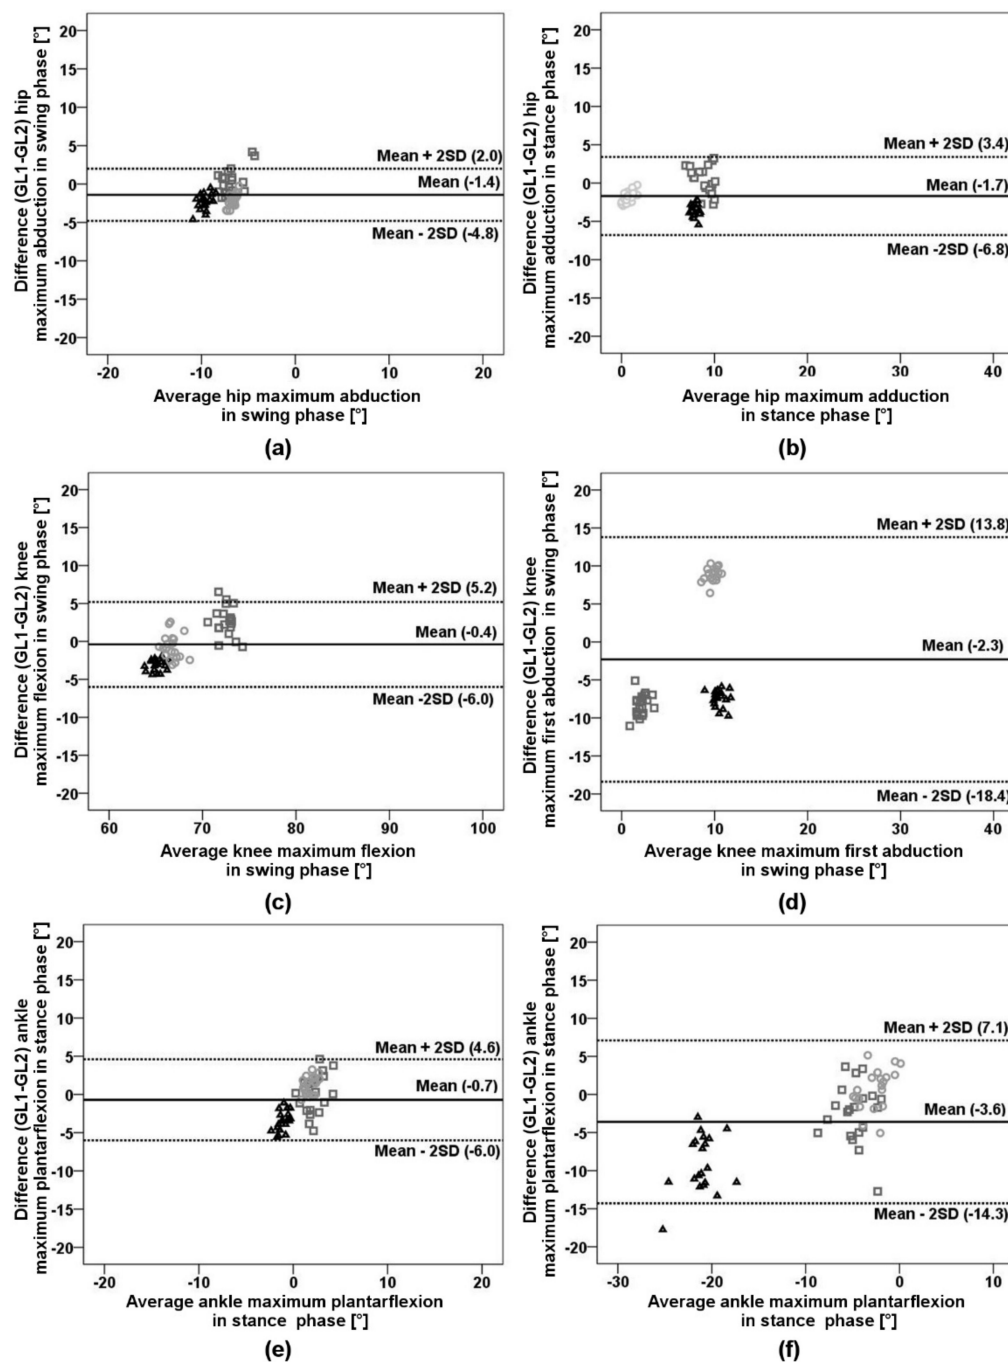 Difference (GL1-GL2) hip
maximum abduction in swing phase [°]
20
15
10
5
0
-5
-10
-15
-20
Mean + 2SD (2.0)
Mean (-1.4)
Mean - 2SD (-4.8)
-20
-10
0
10
20
Average hip maximum abduction
in swing phase [°]
(a)
Difference (GL1-GL2) hip
maximum adduction in stance phase [°]
20
15
10
5
0
-5
-10
-15
-20
Mean + 2SD (3.4)
Mean (-1.7)
Mean -2SD (-6.8)
0
10
20
30
40
Average hip maximum adduction
in stance phase [°]
(b)
Difference (GL1-GL2) knee
maximum flexion in swing phase [°]
20
15
10
5
0
-5
-10
-15
-20
Mean + 2SD (5.2)
Mean (-0.4)
Mean -2SD (-6.0)
60
70
80
90
100
Average knee maximum flexion
in swing phase [°]
(c)
Difference (GL1-GL2) knee
maximum first abduction in swing phase [°]
20
15
10
5
0
-5
-10
-15
-20
Mean + 2SD (13.8)
Mean (-2.3)
Mean - 2SD (-18.4)
0
10
20
30
40
Average knee maximum first abduction
in swing phase [°]
(d)
Difference (GL1-GL2) ankle
maximum plantarflexion in stance phase [°]
20
15
10
5
0
-5
-10
-15
-20
Mean + 2SD (4.6)
Mean (-0.7)
Mean - 2SD (-6.0)
-20
-10
0
10
20
Average ankle maximum plantarflexion
in stance phase [°]
(e)
Difference (GL1-GL2) ankle
maximum plantarflexion in stance phase [°]
20
15
10
5
0
-5
-10
-15
-20
Mean + 2SD (7.1)
Mean (-3.6)
Mean - 2SD (-14.3)
-30
-20
-10
0
10
Average ankle maximum plantarflexion
in stance phase [°]
(f)